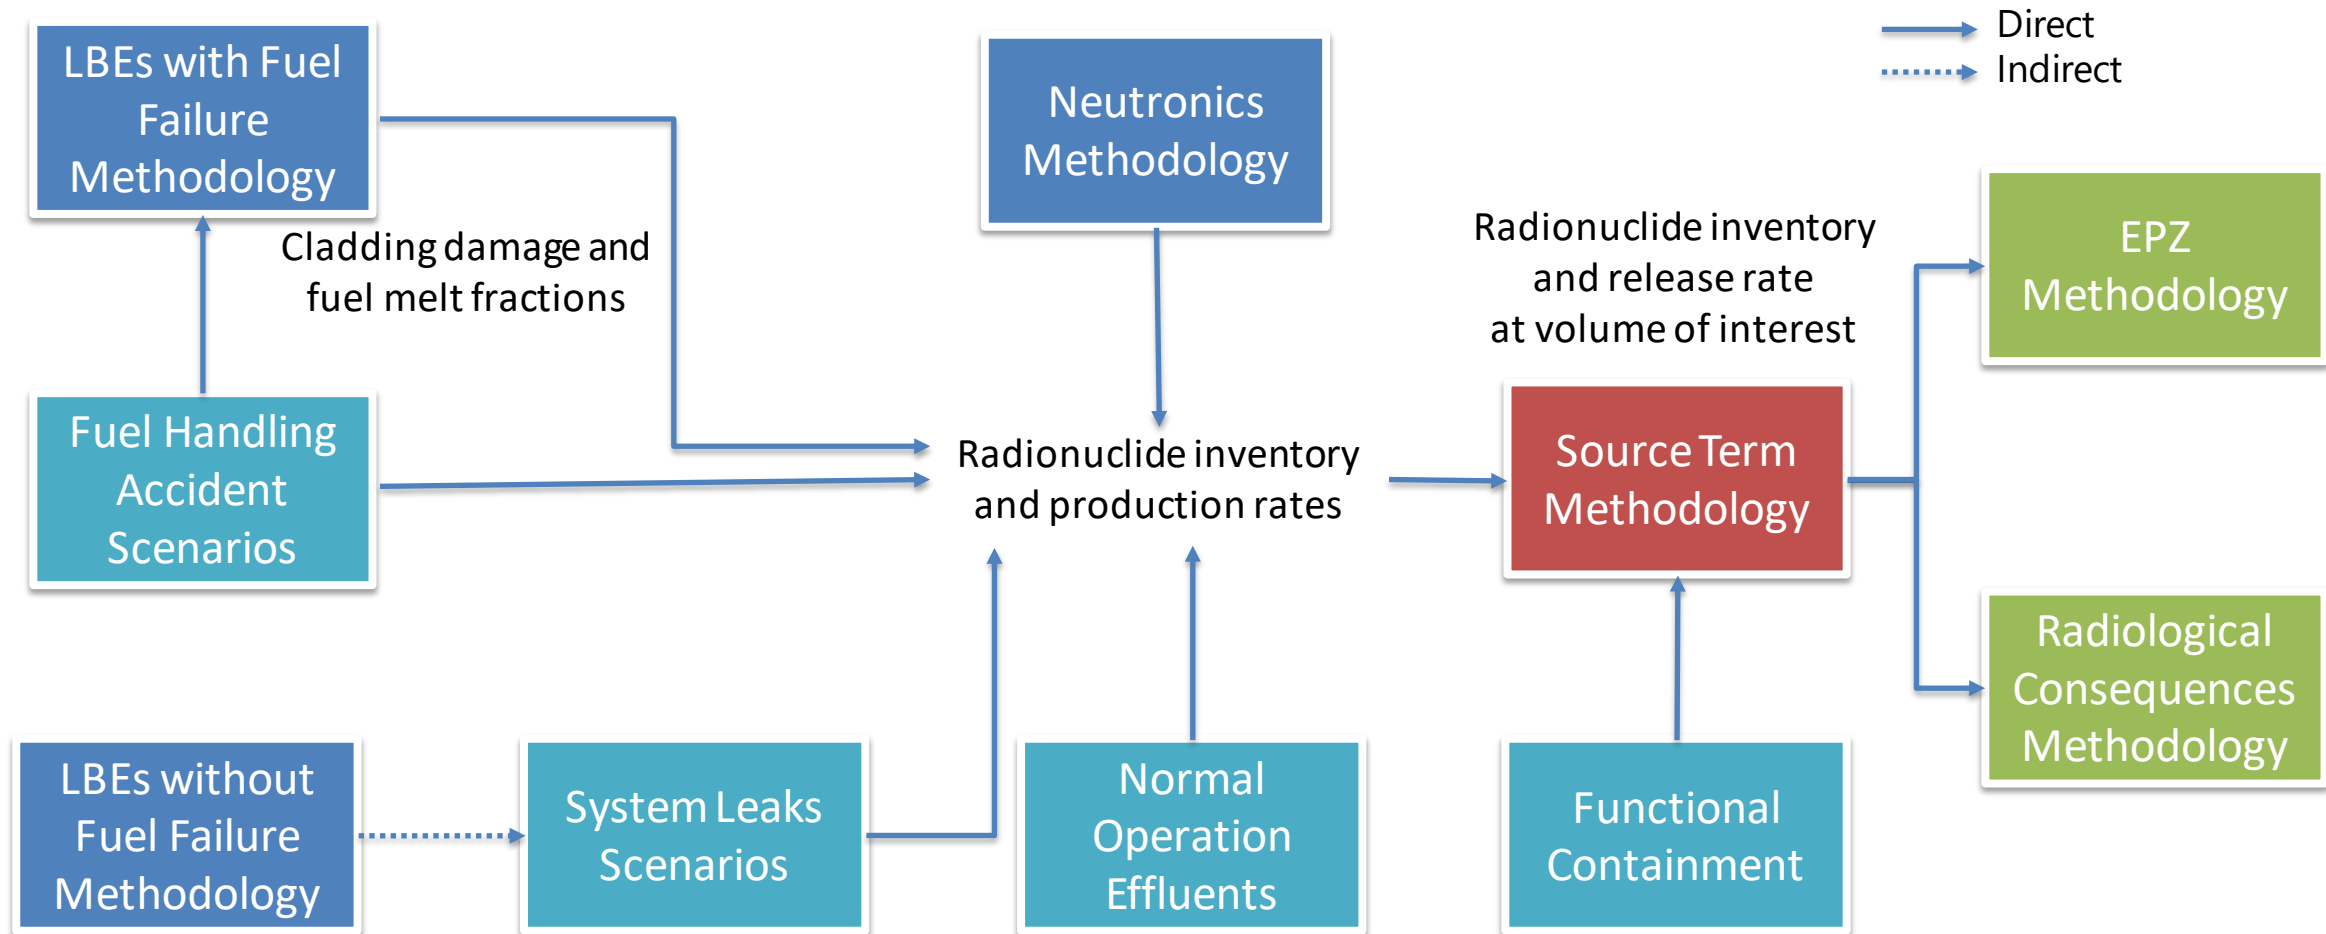 Direct
Indirect
LBEs with Fuel
Failure
Methodology
Neutronics
Methodology
Cladding damage and
fuel melt fractions
Radionuclide inventory
and release rate
at volume of interest
EPZ
Methodology
Fuel Handling
Accident
Scenarios
Radionuclide inventory
and production rates
Source Term
Methodology
Radiological
Consequences
Methodology
LBEs without
Fuel Failure
Methodology
System Leaks
Scenarios
Normal
Operation
Effluents
Functional
Containment